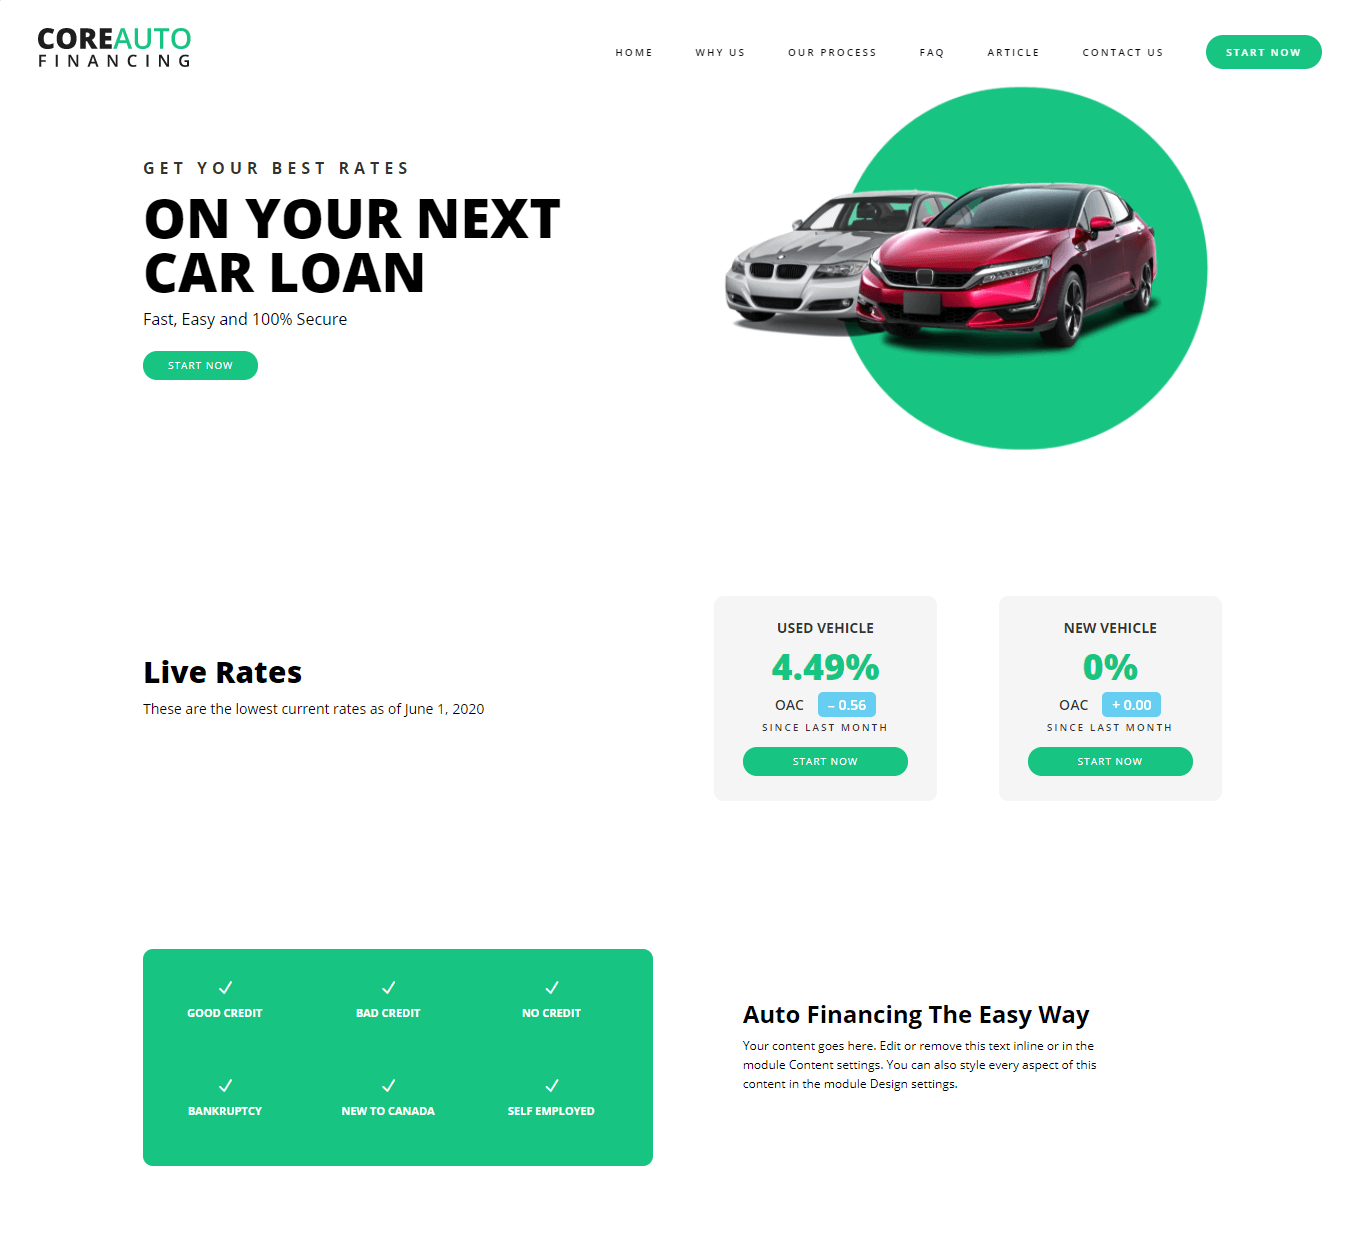 COREAUTO
FINANCING
HOME WHY US OUR PROCESS FAQ ARTICLE CONTACT US START NOW
GET YOUR BEST RATES
ON YOUR NEXT
CAR LOAN
Fast, Easy and 100% Secure
START NOW
Live Rates
These are the lowest current rates as of June 1, 2020
USED VEHICLE
4.49%
OAC – 0.56
SINCE LAST MONTH
START NOW
NEW VEHICLE
0%
OAC + 0.00
SINCE LAST MONTH
START NOW
GOOD CREDIT BAD CREDIT NO CREDIT
BANKRUPTCY NEW TO CANADA SELF EMPLOYED
Auto Financing The Easy Way
Your content goes here. Edit or remove this text inline or in the
module Content settings. You can also style every aspect of this
content in the module Design settings.